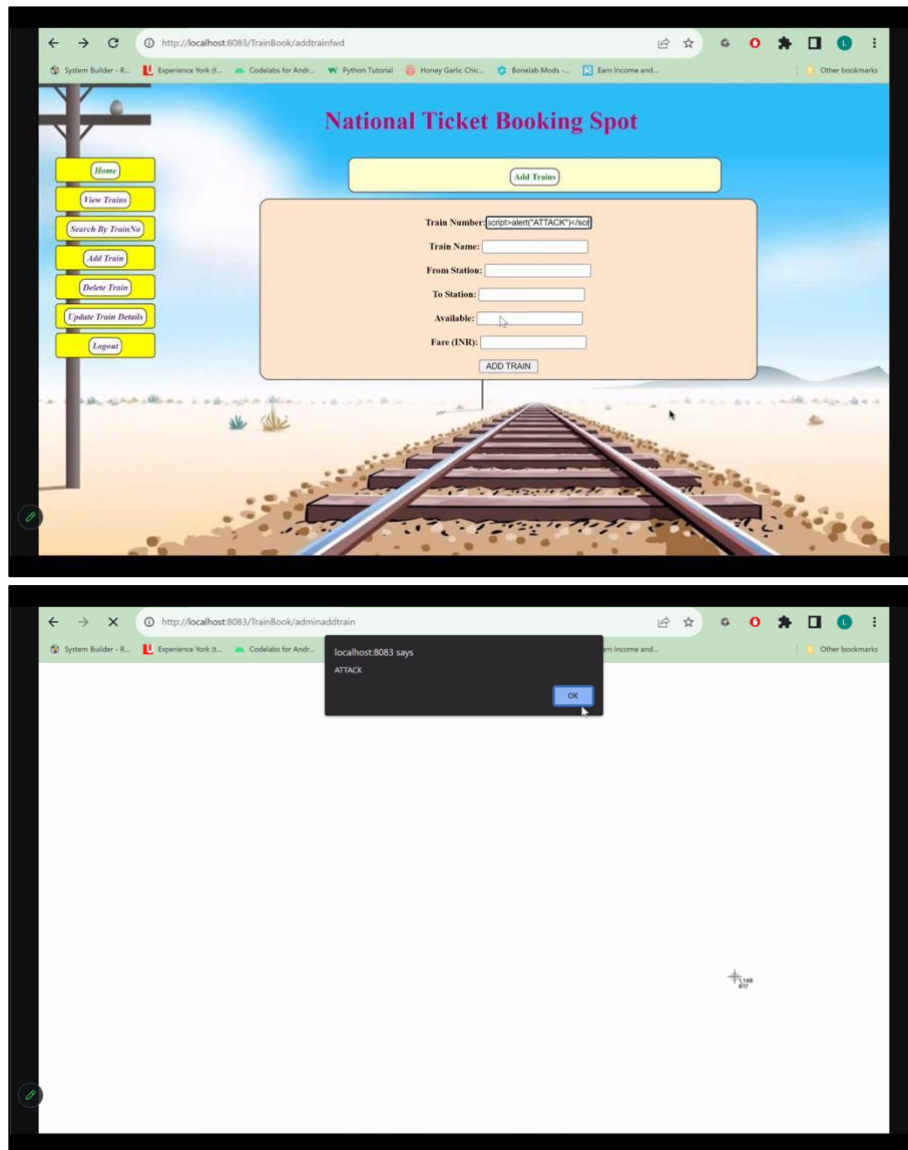 http://localhost:8083/TrainBook/addtrainfwd
System Builder - R... Experience York (t... Codelabs for Andr... Python Tutorial Honey Garlic Chic... Bonelab Mods -... Earn Income and... Other bookmarks
National Ticket Booking Spot
Home
View Trains
Search By TrainNo
Add Train
Delete Train
Update Train Details
Logout
Add Trains
Train Number: script>alert("ATTACK")</scr
Train Name:
From Station:
To Station:
Available:
Fare (INR):
ADD TRAIN
http://localhost:8083/TrainBook/adminaddtrain
System Builder - R... Experience York (t... Codelabs for Andr... rn Income and... Other bookmarks
localhost:8083 says
ATTACK
OK